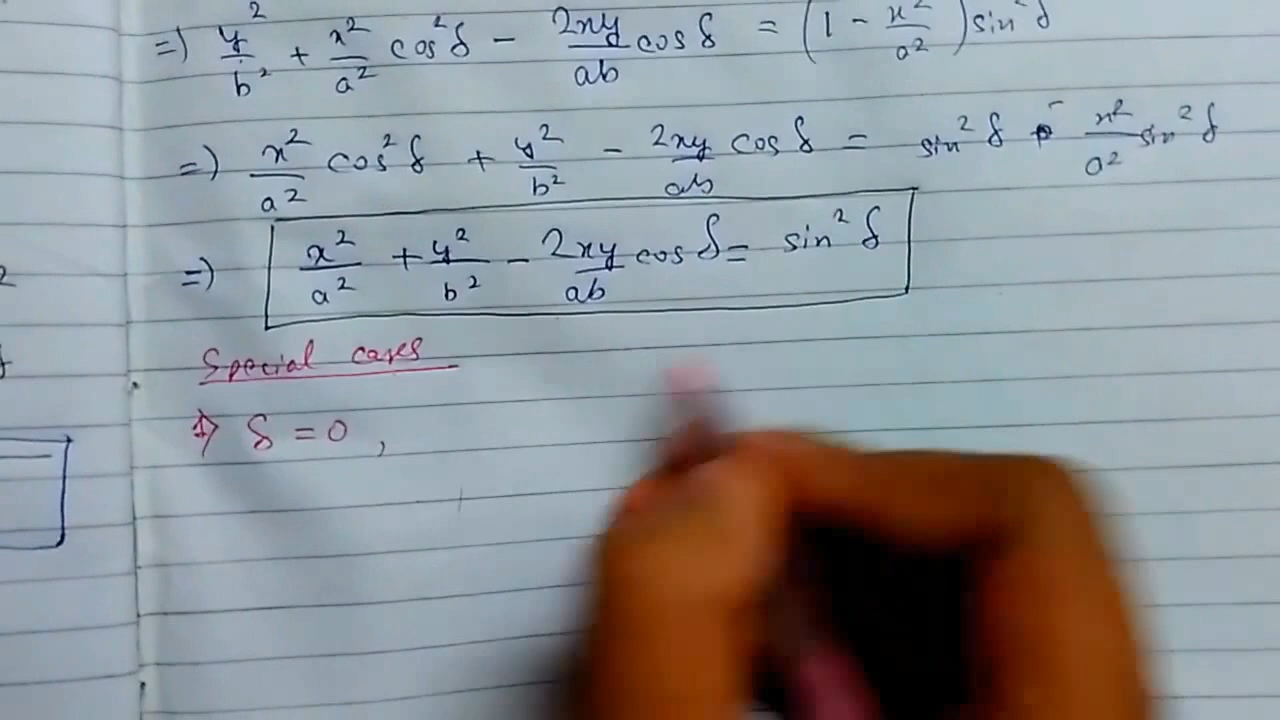 =) y²/b² + x²/a² cos²δ - 2xy/ab cos δ = (1 - x²/a²) sin²δ
=) x²/a² cos²δ + y²/b² - 2xy/ab cos δ = sin²δ - x²/a² sin²δ
=) x²/a² + y²/b² - 2xy/ab cos δ = sin²δ
Special cases
1) δ = 0 ,